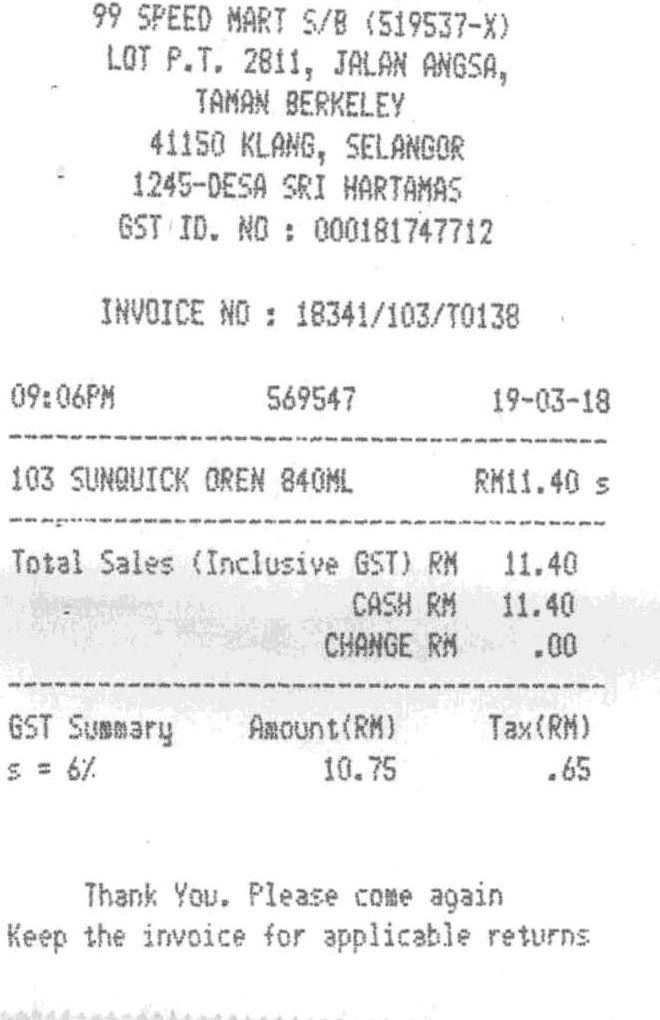 99 SPEED MART S/B (519537-X)
LOT P.T. 2811, JALAN ANGSA,
TAMAN BERKELEY
41150 KLANG, SELANGOR
1245-DESA SRI HARTAMAS
GST ID. NO : 000181747712
INVOICE NO : 18341/103/T0138
09:06PM 569547 19-03-18
103 SUNQUICK OREN 840ML RM11.40 s
Total Sales (Inclusive GST) RM 11.40
CASH RM 11.40
CHANGE RM .00
GST Summary Amount(RM) Tax(RM)
s = 6% 10.75 .65
Thank You. Please come again
Keep the invoice for applicable returns